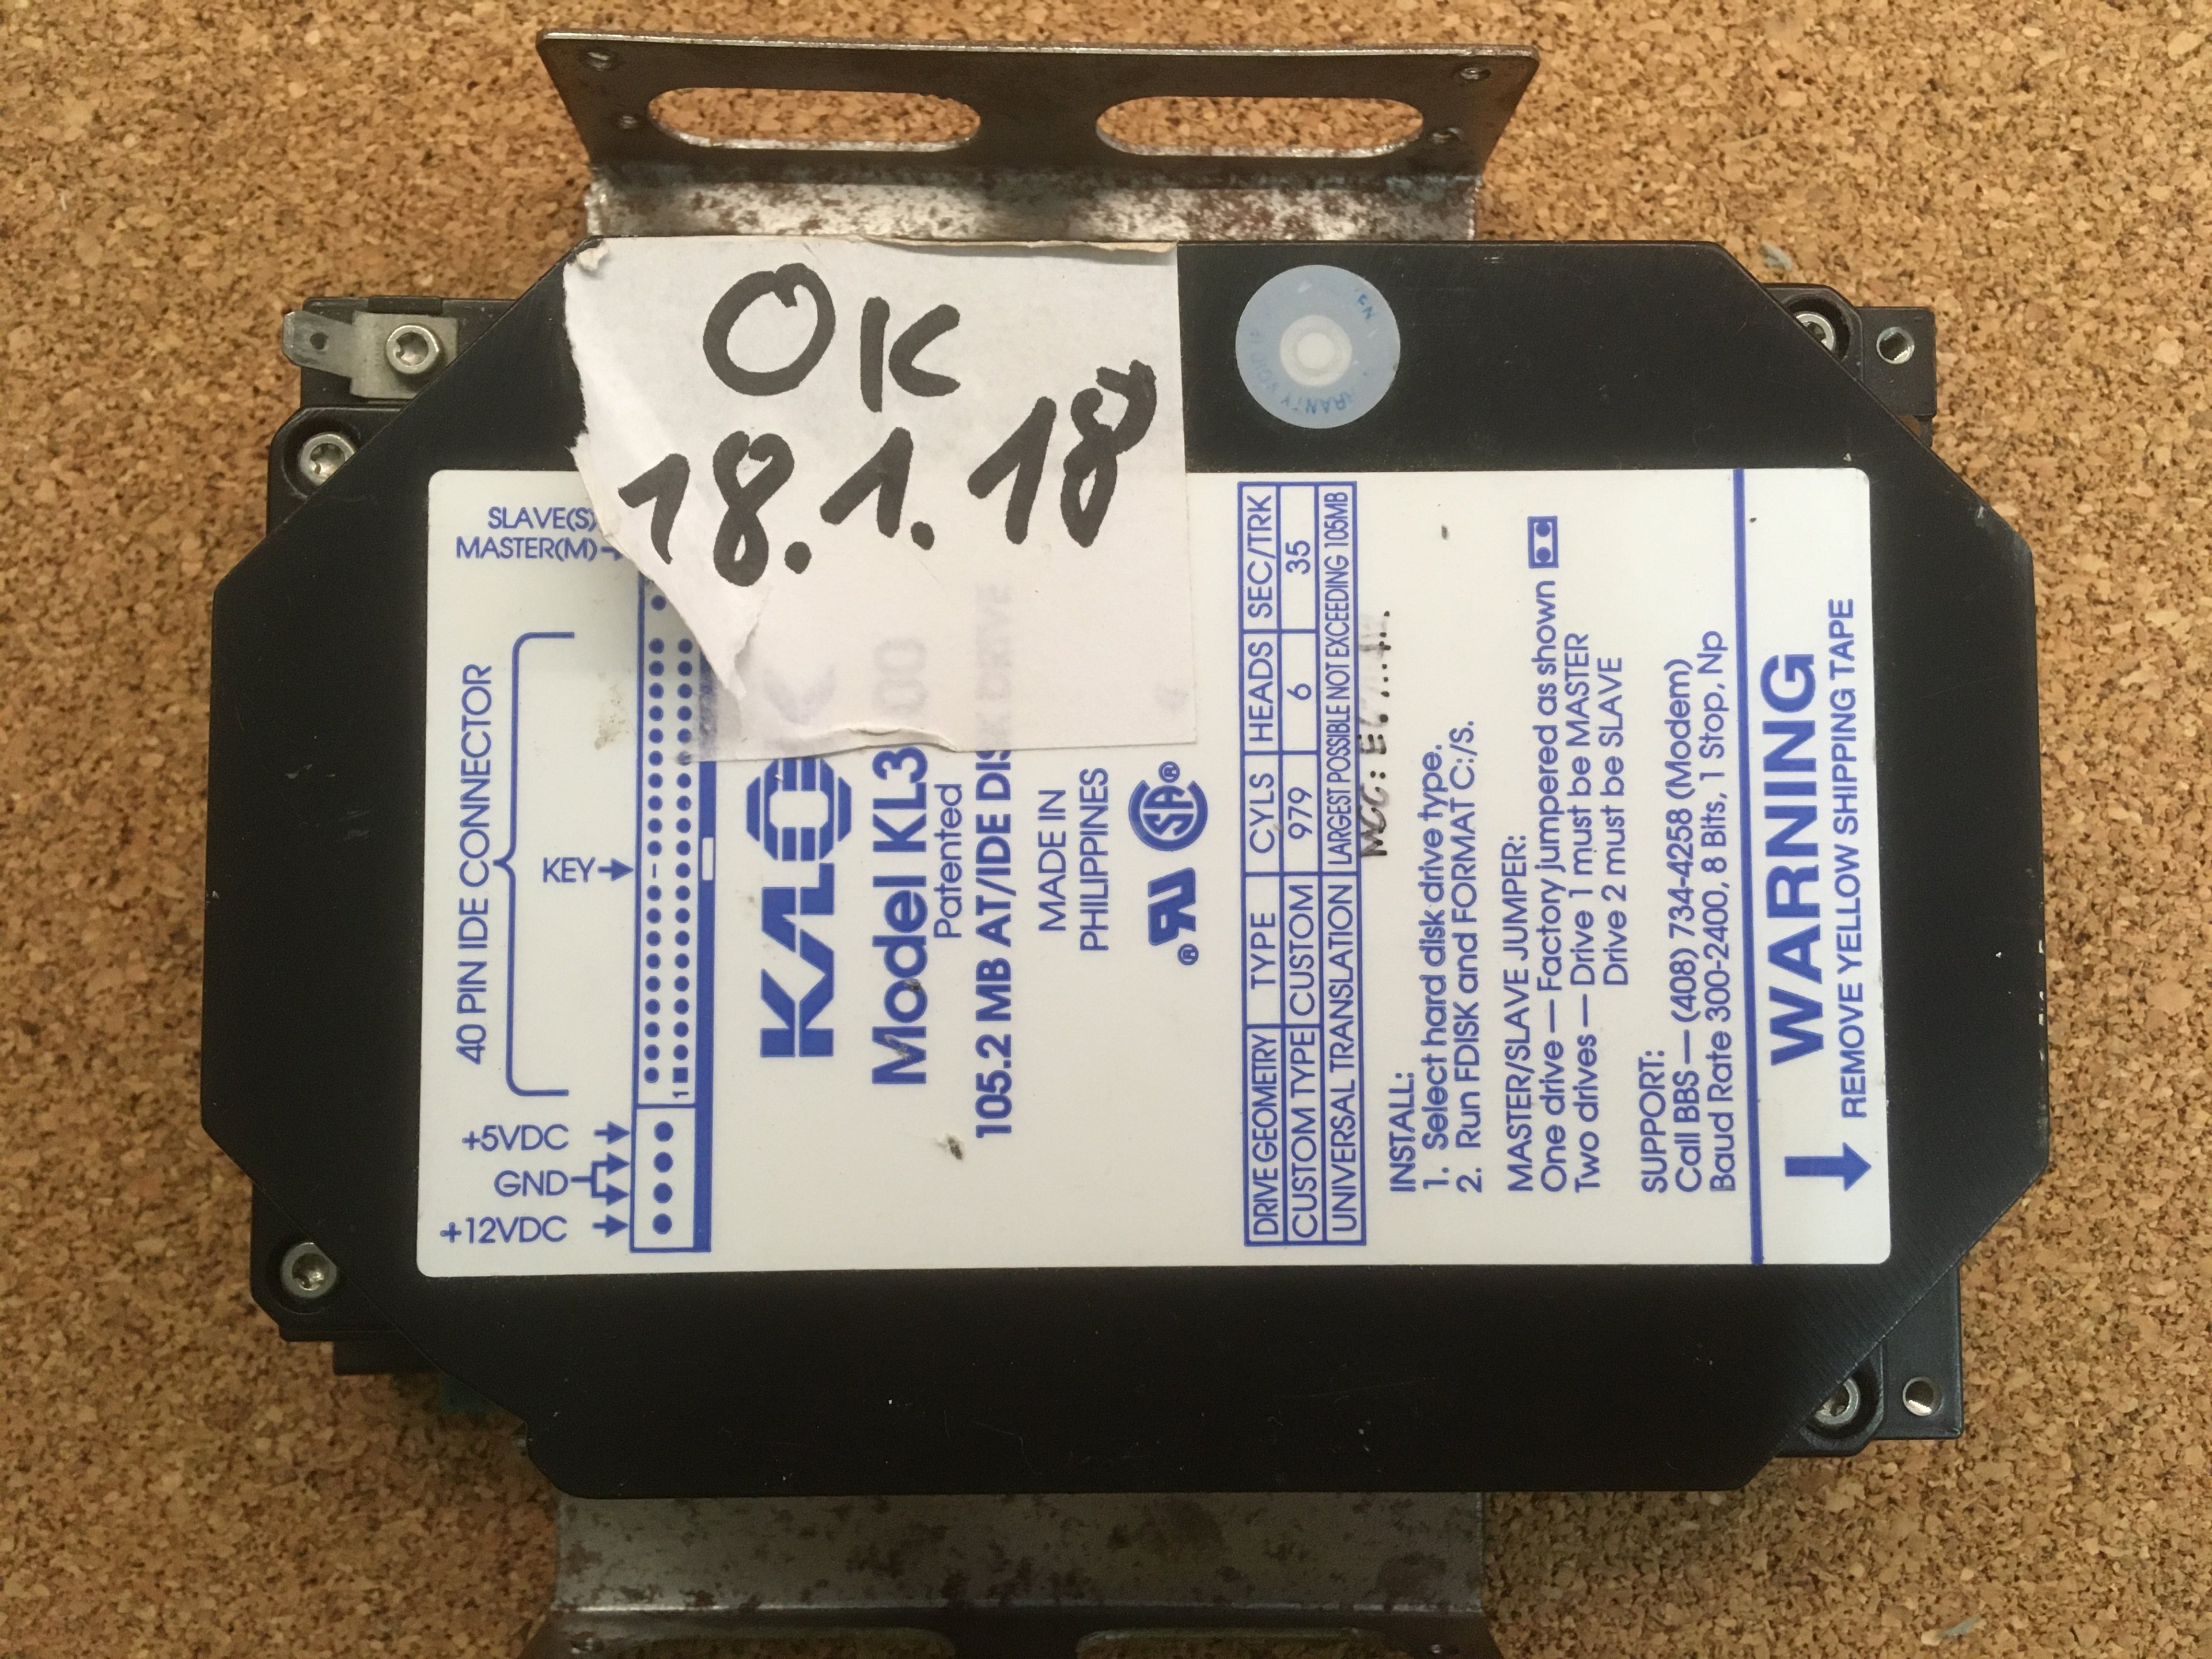 OK
18.1.18
SLAVE(S)
MASTER(M)
40 PIN IDE CONNECTOR
KEY
1
+5VDC
GND
+12VDC
KALOK
Model KL3100
Patented
105.2 MB AT/IDE DISK DRIVE
MADE IN
PHILIPPINES
DRIVE GEOMETRY TYPE CYLS HEADS SEC/TRK
CUSTOM TYPE CUSTOM 979 6 35
UNIVERSAL TRANSLATION LARGEST POSSIBLE NOT EXCEEDING 105MB
INSTALL:
1. Select hard disk drive type.
2. Run FDISK and FORMAT C:/S.
MASTER/SLAVE JUMPER:
One drive — Factory jumpered as shown
Two drives — Drive 1 must be MASTER
Drive 2 must be SLAVE
SUPPORT:
Call BBS — (408) 734-4258 (Modem)
Baud Rate 300-2400, 8 Bits, 1 Stop, Np
WARNING
REMOVE YELLOW SHIPPING TAPE